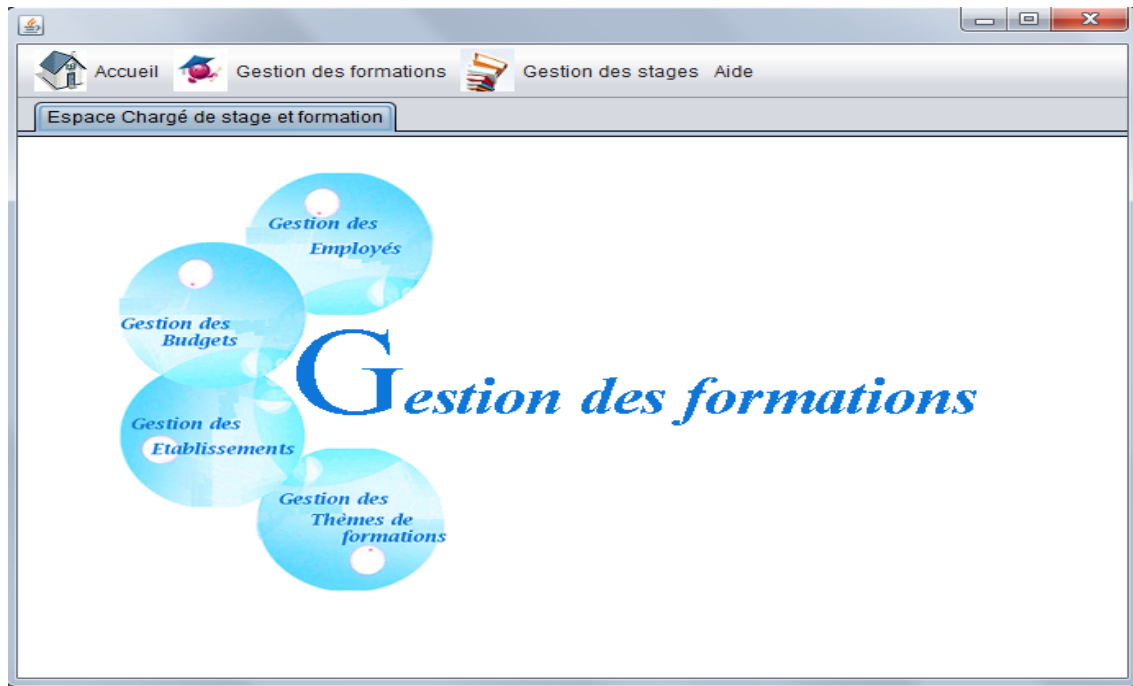 Accueil Gestion des formations Gestion des stages Aide
Espace Chargé de stage et formation
Gestion des
Employés
Gestion des
Budgets
Gestion des formations
Gestion des
Etablissements
Gestion des
Thèmes de
formations